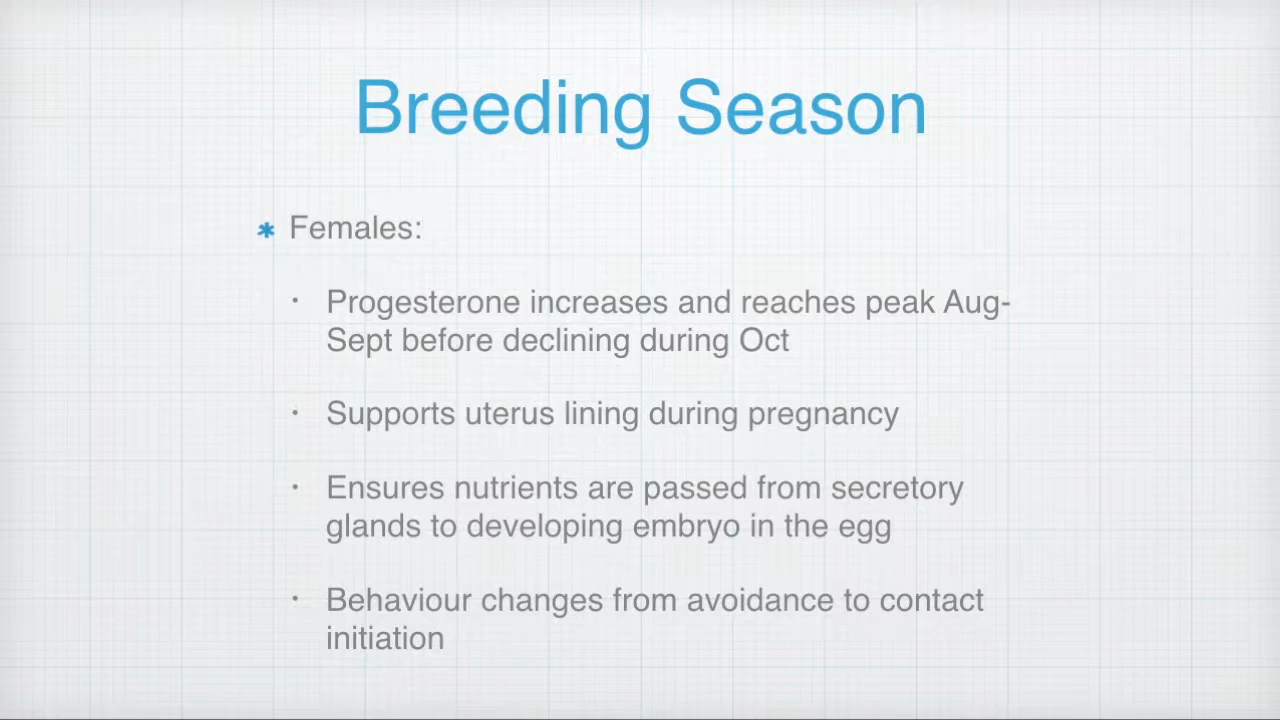 Breeding Season
Females:
Progesterone increases and reaches peak Aug-
Sept before declining during Oct
Supports uterus lining during pregnancy
Ensures nutrients are passed from secretory
glands to developing embryo in the egg
Behaviour changes from avoidance to contact
initiation